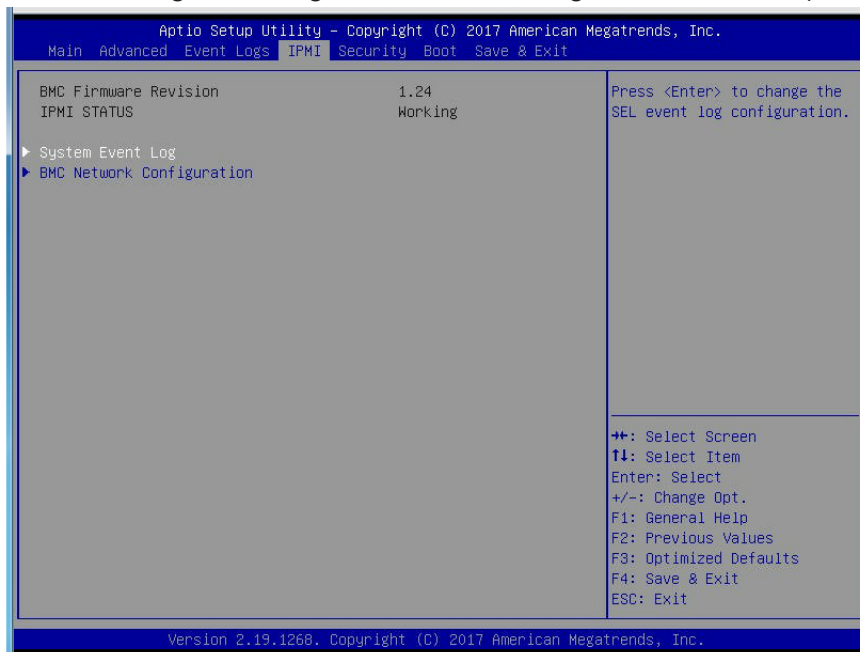 Aptio Setup Utility – Copyright (C) 2017 American Megatrends, Inc.
Main Advanced Event Logs IPMI Security Boot Save & Exit
BMC Firmware Revision 1.24
IPMI STATUS Working
▶ System Event Log
▶ BMC Network Configuration
Press <Enter> to change the
SEL event log configuration.
→←: Select Screen
↑↓: Select Item
Enter: Select
+/-: Change Opt.
F1: General Help
F2: Previous Values
F3: Optimized Defaults
F4: Save & Exit
ESC: Exit
Version 2.19.1268. Copyright (C) 2017 American Megatrends, Inc.